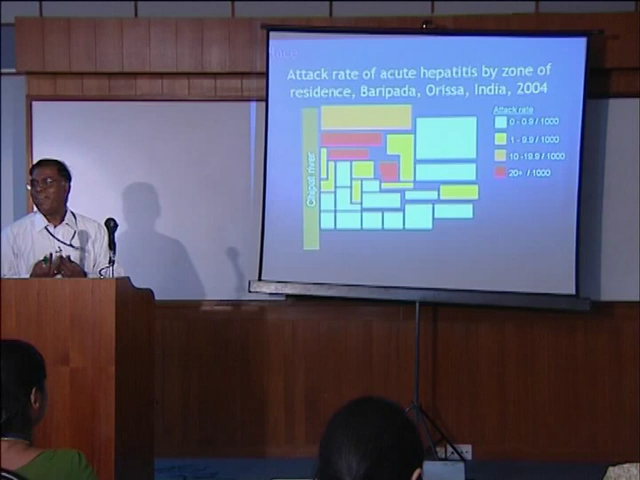 Place
Attack rate of acute hepatitis by zone of
residence, Baripada, Orissa, India, 2004
Attack rate
0 - 0.9 / 1000
1 - 9.9 / 1000
10 -19.9 / 1000
20+ / 1000
Chipat river